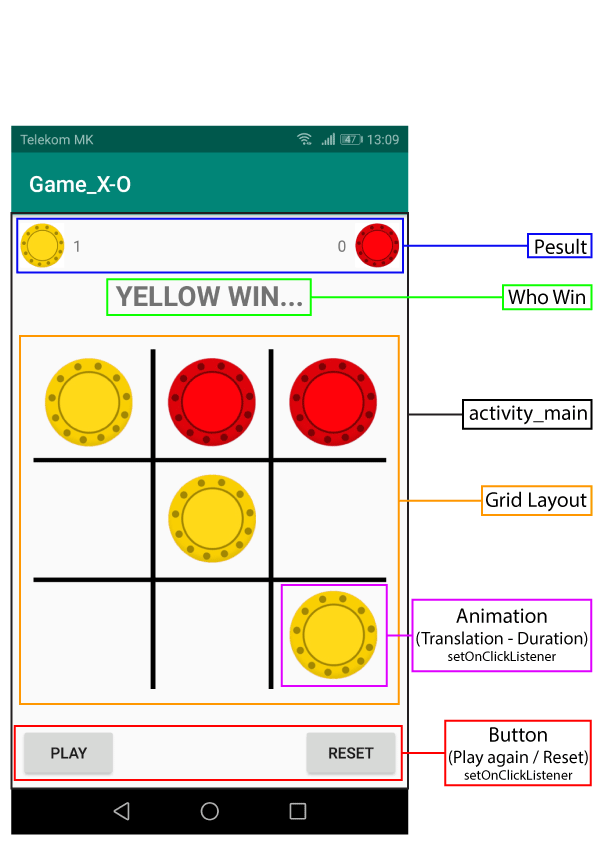 Telekom MK
47 13:09
Game_X-O
1
0
Pesult
YELLOW WIN...
Who Win
activity_main
Grid Layout
Animation
(Translation - Duration)
setOnClickListener
PLAY
RESET
Button
(Play again / Reset)
setOnClickListener